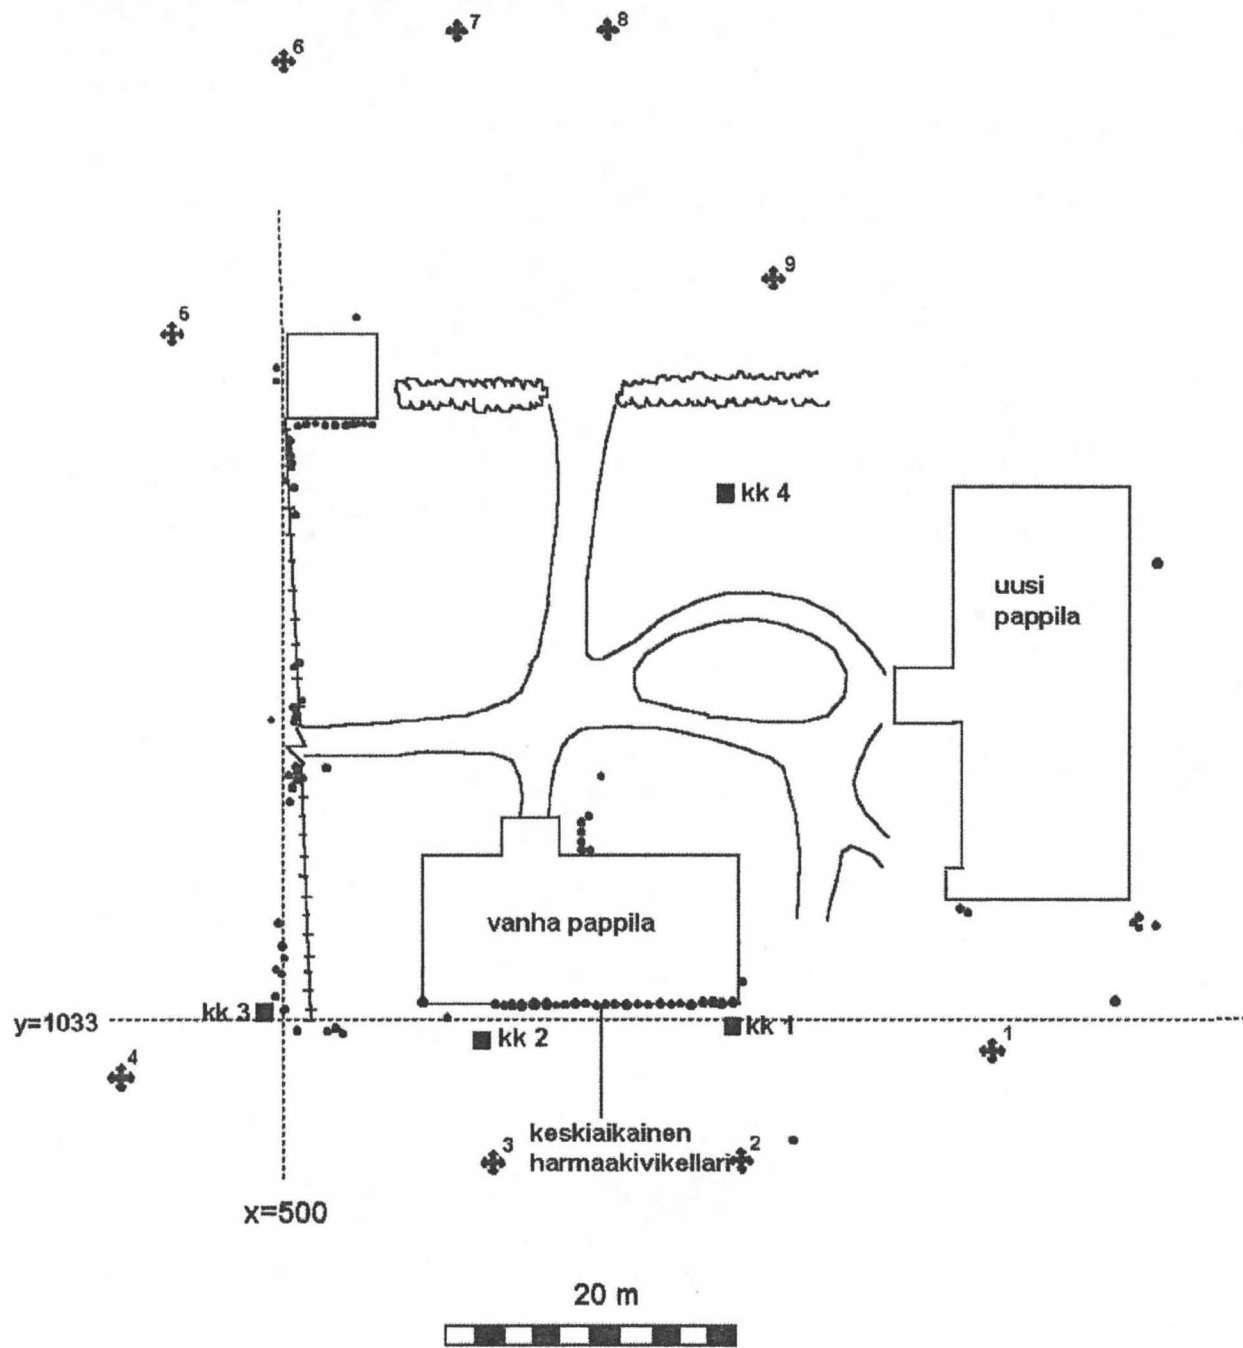 7
8
6
9
5
kk 4
uusi
pappila
vanha pappila
kk 3
y=1033
kk 2
kk 1
1
4
3
keskiaikainen
harmaakivikellari
2
x=500
20 m